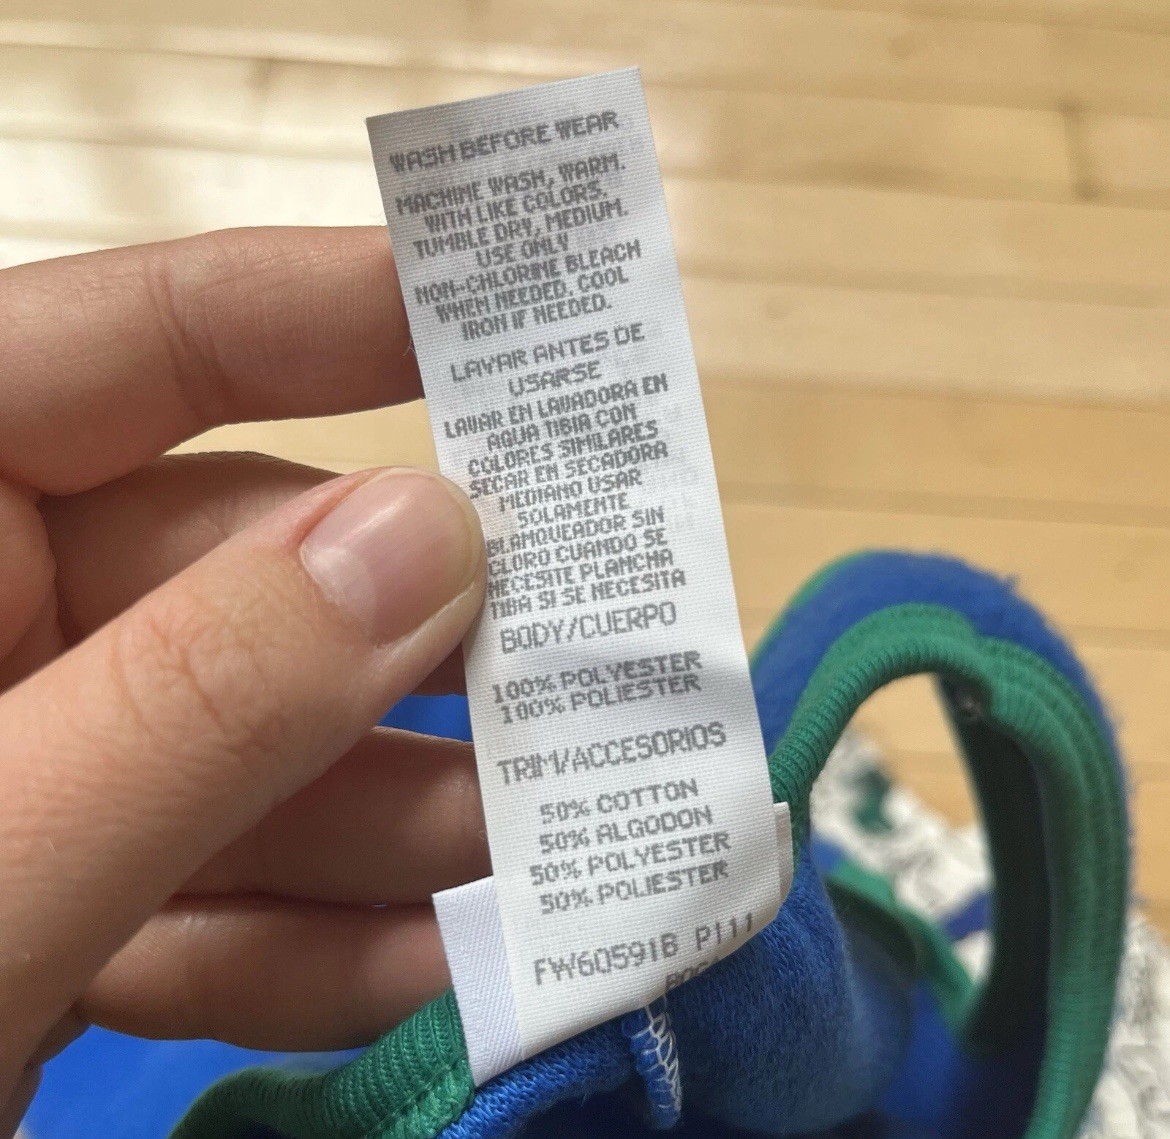 WASH BEFORE WEAR
MACHINE WASH, WARM.
WITH LIKE COLORS.
TUMBLE DRY, MEDIUM.
USE ONLY
NON-CHLORINE BLEACH
WHEN NEEDED. COOL
IRON IF NEEDED.
LAVAR ANTES DE
USARSE
LAVAR EN LAVADORA EN
AGUA TIBIA CON
COLORES SIMILARES
SECAR EN SECADORA
MEDIANO USAR
SOLAMENTE
BLANQUEADOR SIN
CLORO CUANDO SE
NECESITE PLANCHA
TIBIA SI SE NECESITA
BODY/CUERPO
100% POLYESTER
100% POLIESTER
TRIM/ACCESORIOS
50% COTTON
50% ALGODON
50% POLYESTER
50% POLIESTER
FW60591B P111